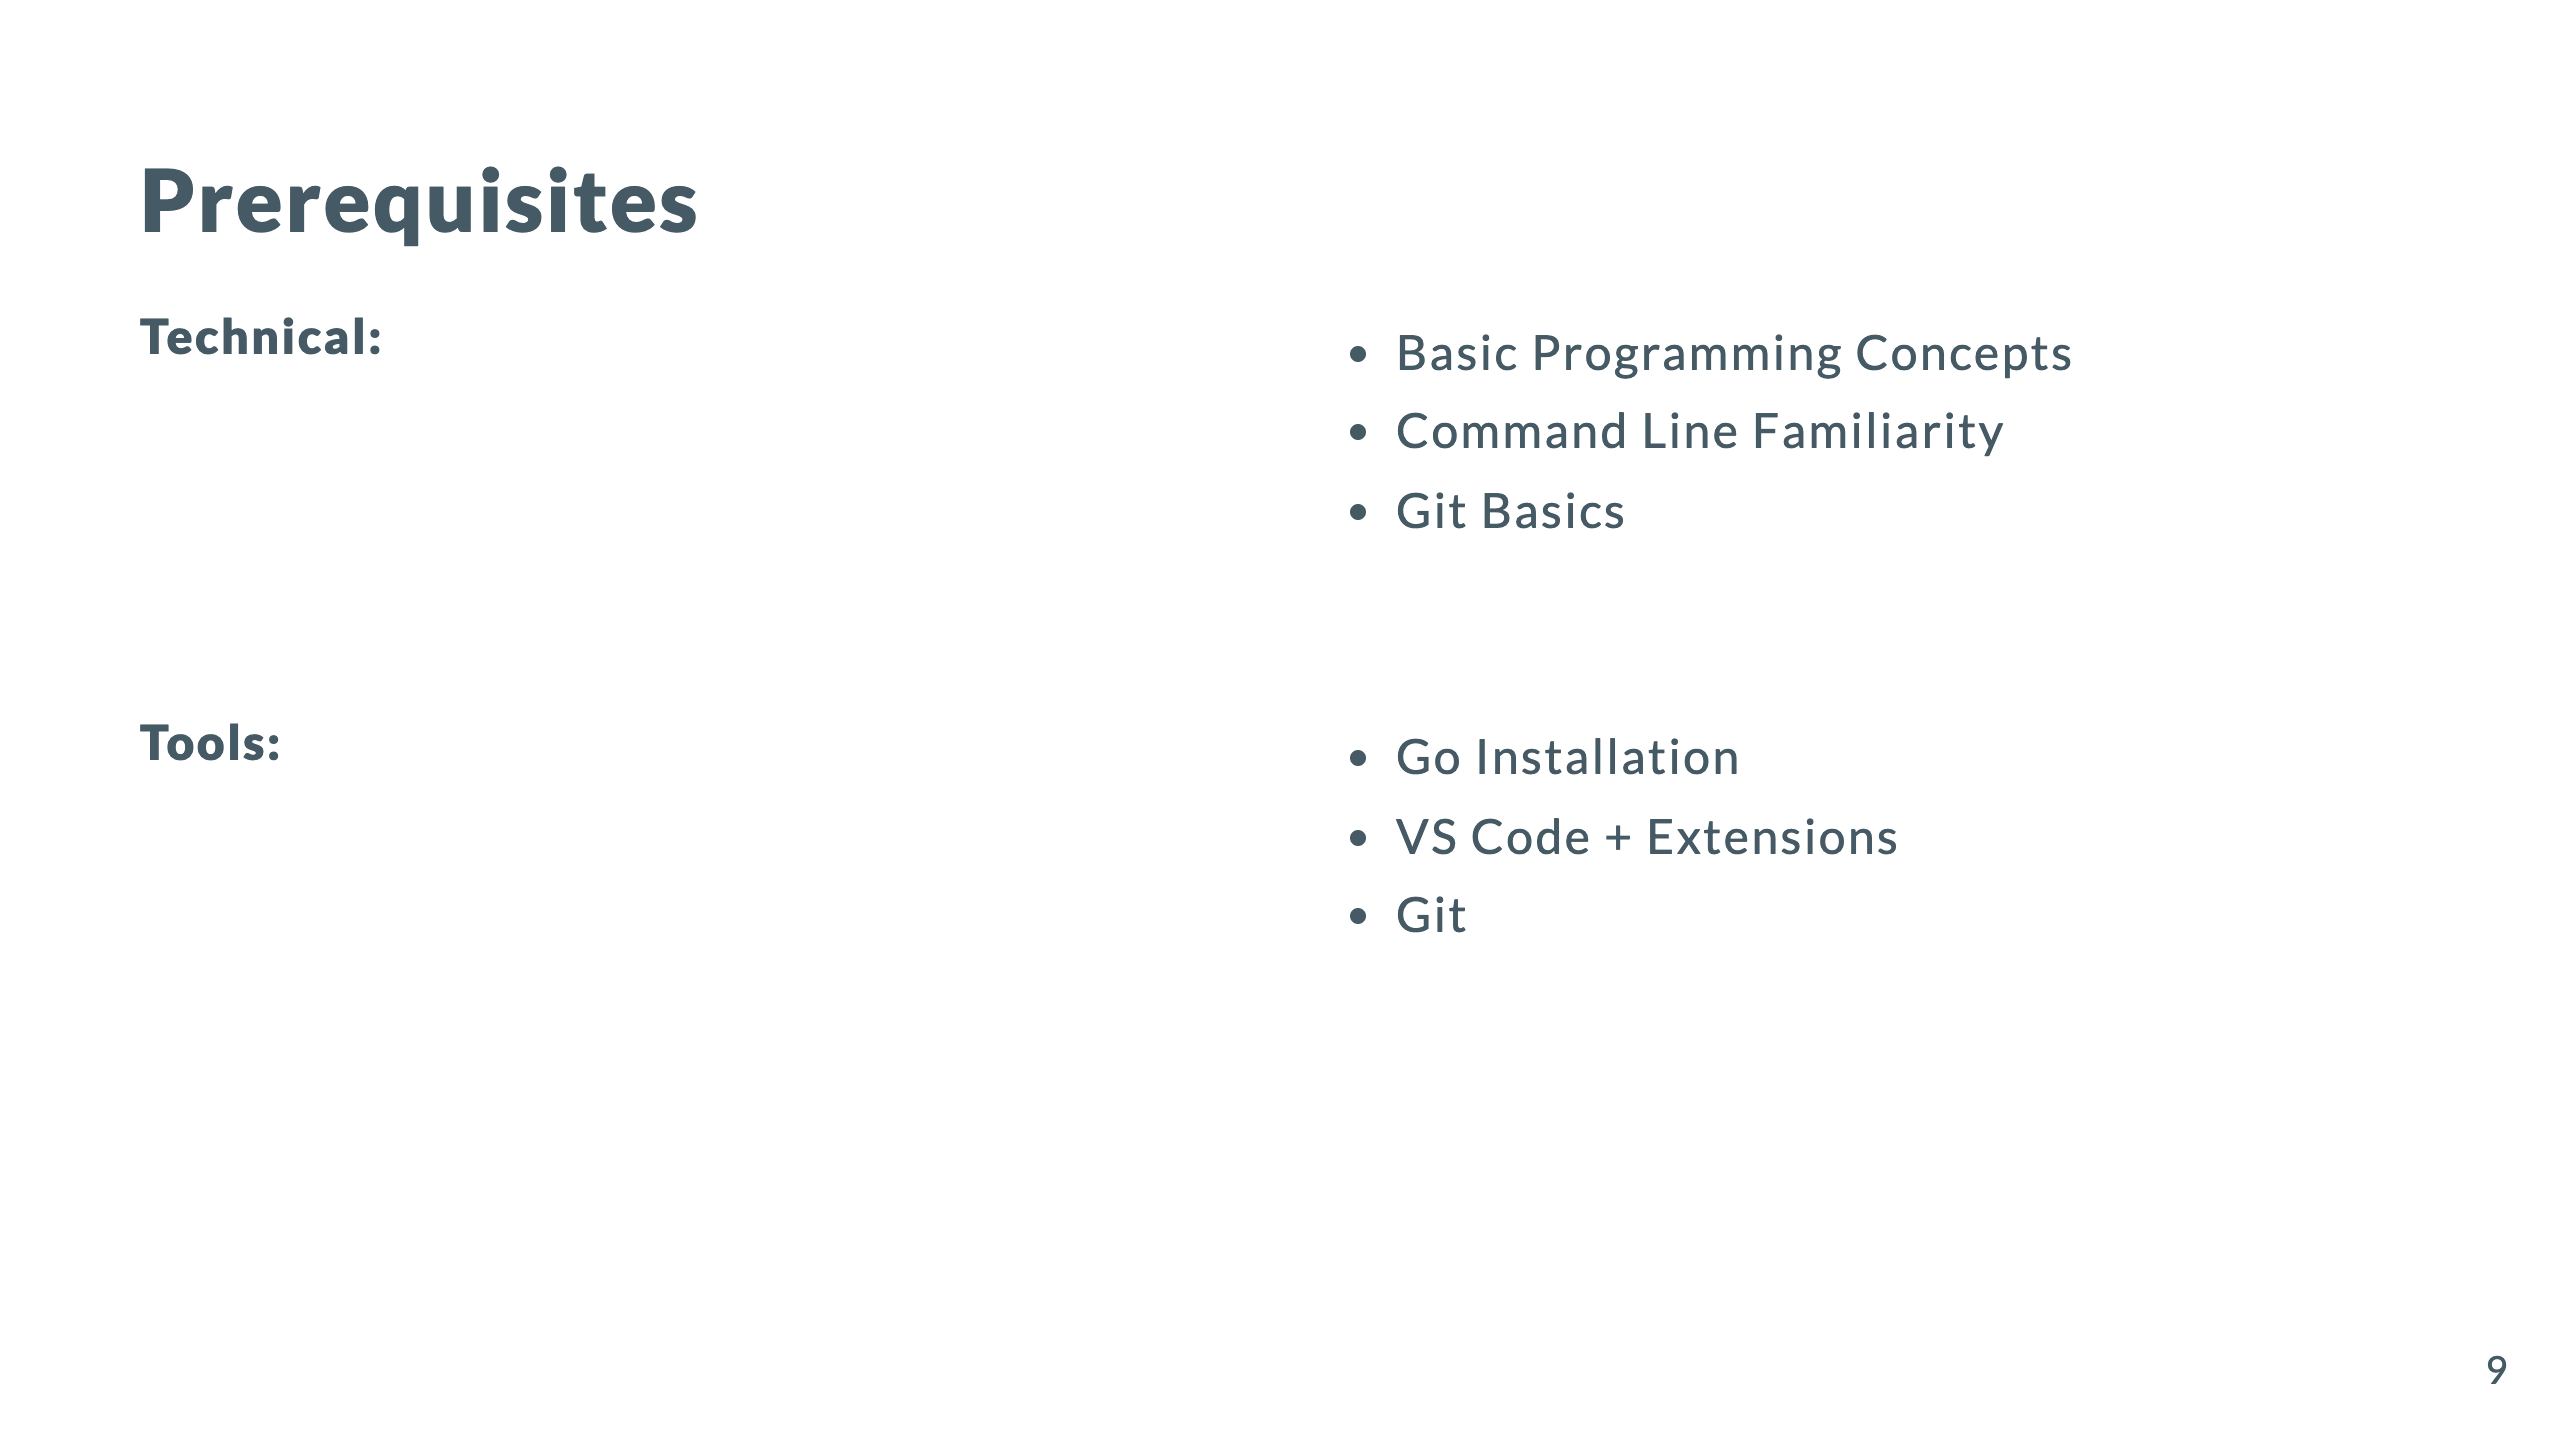 Prerequisites
Technical:
• Basic Programming Concepts
• Command Line Familiarity
• Git Basics
Tools:
• Go Installation
• VS Code + Extensions
• Git
9